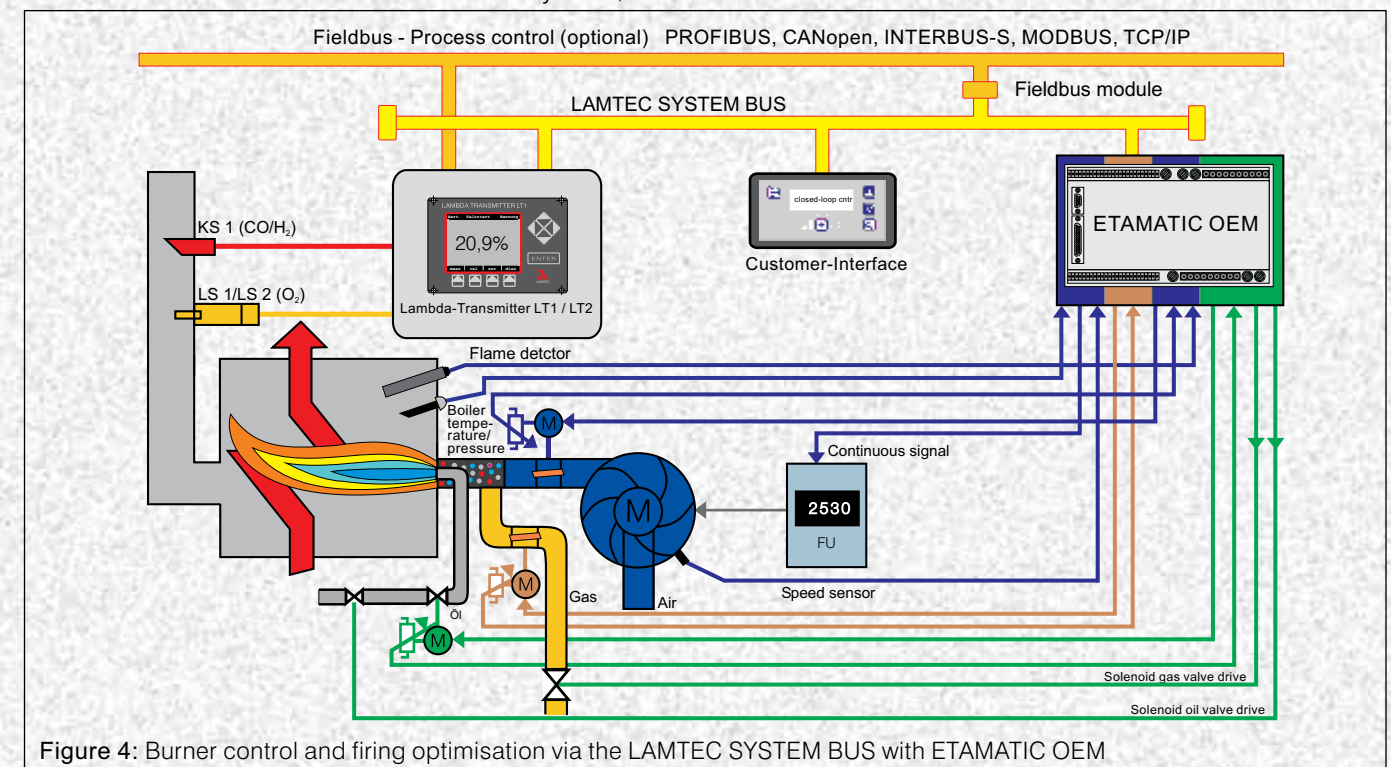 Fieldbus - Process control (optional) PROFIBUS, CANopen, INTERBUS-S, MODBUS, TCP/IP
Fieldbus module
LAMTEC SYSTEM BUS
LAMBDA TRANSMITTER LT1
20,9%
ENTER
LAMTEC
Lambda-Transmitter LT1 / LT2
closed-loop cntr
Customer-Interface
ETAMATIC OEM
KS 1 (CO/H₂)
LS 1/LS 2 (O₂)
Flame detctor
Boiler
tempe-
rature/
pressure
M
Continuous signal
2530
FU
M
Speed sensor
Air
Gas
M
Öl
M
Solenoid gas valve drive
Solenoid oil valve drive
Figure 4: Burner control and firing optimisation via the LAMTEC SYSTEM BUS with ETAMATIC OEM